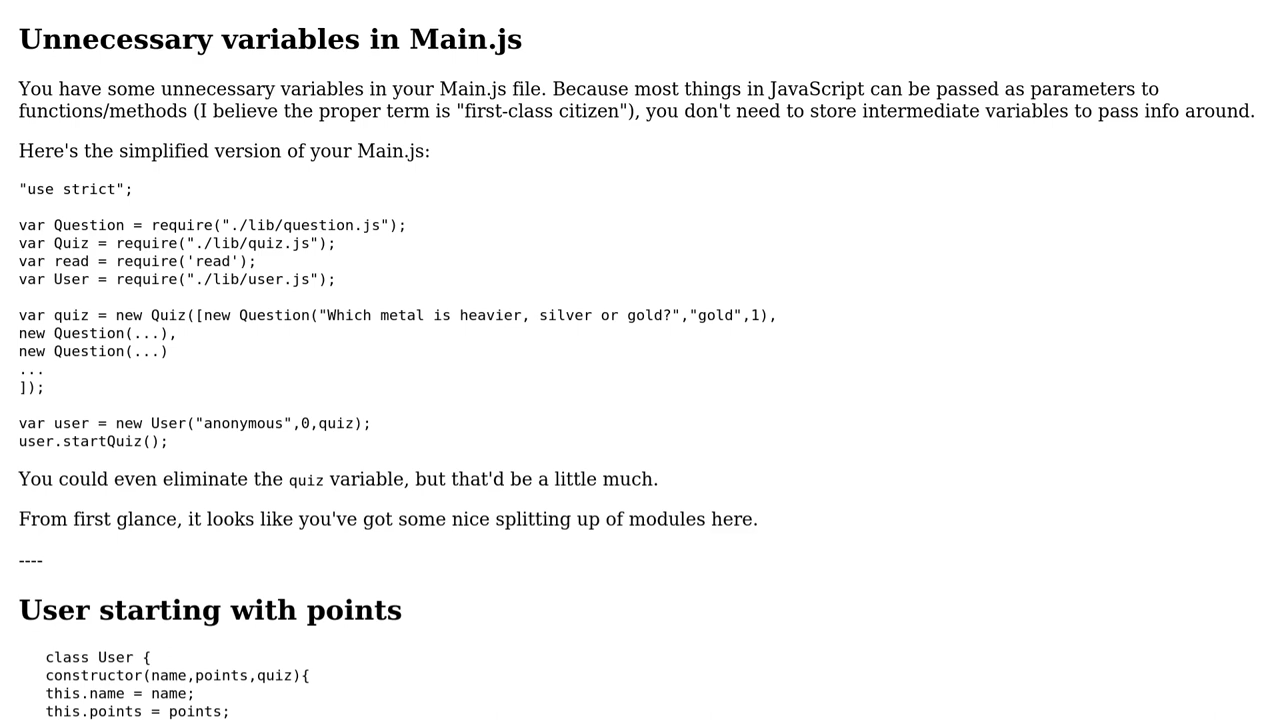 Unnecessary variables in Main.js
You have some unnecessary variables in your Main.js file. Because most things in JavaScript can be passed as parameters to
functions/methods (I believe the proper term is "first-class citizen"), you don't need to store intermediate variables to pass info around.
Here's the simplified version of your Main.js:
"use strict";
var Question = require("./lib/question.js");
var Quiz = require("./lib/quiz.js");
var read = require('read');
var User = require("./lib/user.js");
var quiz = new Quiz([new Question("Which metal is heavier, silver or gold?","gold",1),
new Question(...),
new Question(...)
...
]);
var user = new User("anonymous",0,quiz);
user.startQuiz();
You could even eliminate the quiz variable, but that'd be a little much.
From first glance, it looks like you've got some nice splitting up of modules here.
----
User starting with points
class User {
constructor(name,points,quiz){
this.name = name;
this.points = points;